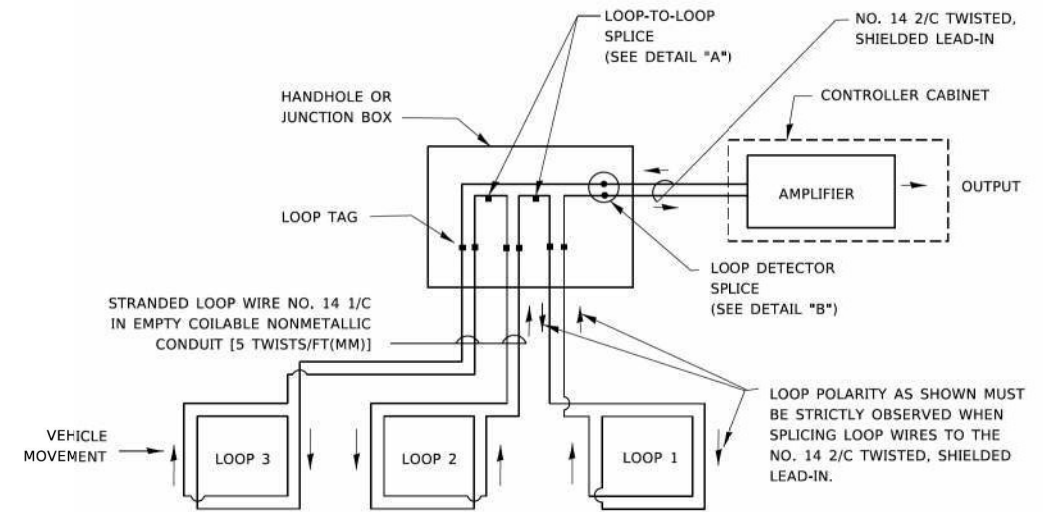 LOOP-TO-LOOP
SPLICE
(SEE DETAIL "A")
NO. 14 2/C TWISTED,
SHIELDED LEAD-IN
HANDHOLE OR
JUNCTION BOX
CONTROLLER CABINET
AMPLIFIER
OUTPUT
LOOP TAG
LOOP DETECTOR
SPLICE
(SEE DETAIL "B")
STRANDED LOOP WIRE NO. 14 1/C
IN EMPTY COILABLE NONMETALLIC
CONDUIT [5 TWISTS/FT(MM)]
LOOP POLARITY AS SHOWN MUST
BE STRICTLY OBSERVED WHEN
SPLICING LOOP WIRES TO THE
NO. 14 2/C TWISTED, SHIELDED
LEAD-IN.
VEHICLE
MOVEMENT
LOOP 3
LOOP 2
LOOP 1